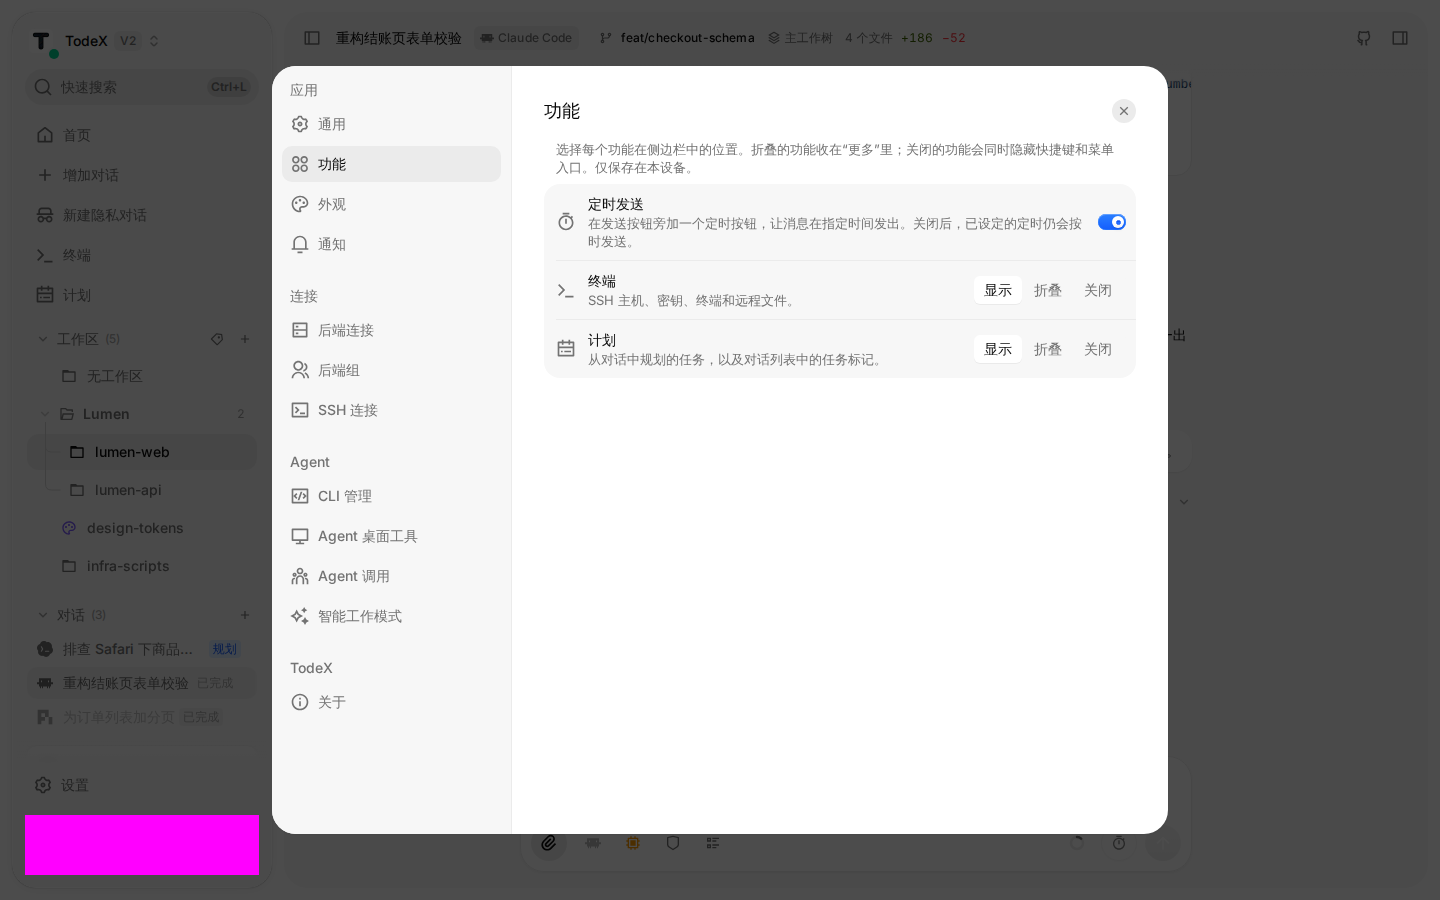 TodeX V2
快速搜索 Ctrl+L
首页
增加对话
新建隐私对话
终端
计划
工作区 (5)
无工作区
Lumen 2
lumen-web
lumen-api
design-tokens
infra-scripts
对话 (3)
排查 Safari 下商品... 规划
重构结账页表单校验 已完成
为订单列表加分页 已完成
设置
重构结账页表单校验 Claude Code feat/checkout-schema 主工作树 4 个文件 +186 −52
应用
通用
功能
外观
通知
连接
后端连接
后端组
SSH 连接
Agent
CLI 管理
Agent 桌面工具
Agent 调用
智能工作模式
TodeX
关于
功能
选择每个功能在侧边栏中的位置。折叠的功能收在“更多”里；关闭的功能会同时隐藏快捷键和菜单
入口。仅保存在本设备。
定时发送
在发送按钮旁加一个定时按钮，让消息在指定时间发出。关闭后，已设定的定时仍会按
时发送。
终端
SSH 主机、密钥、终端和远程文件。
显示 折叠 关闭
计划
从对话中规划的任务，以及对话列表中的任务标记。
显示 折叠 关闭